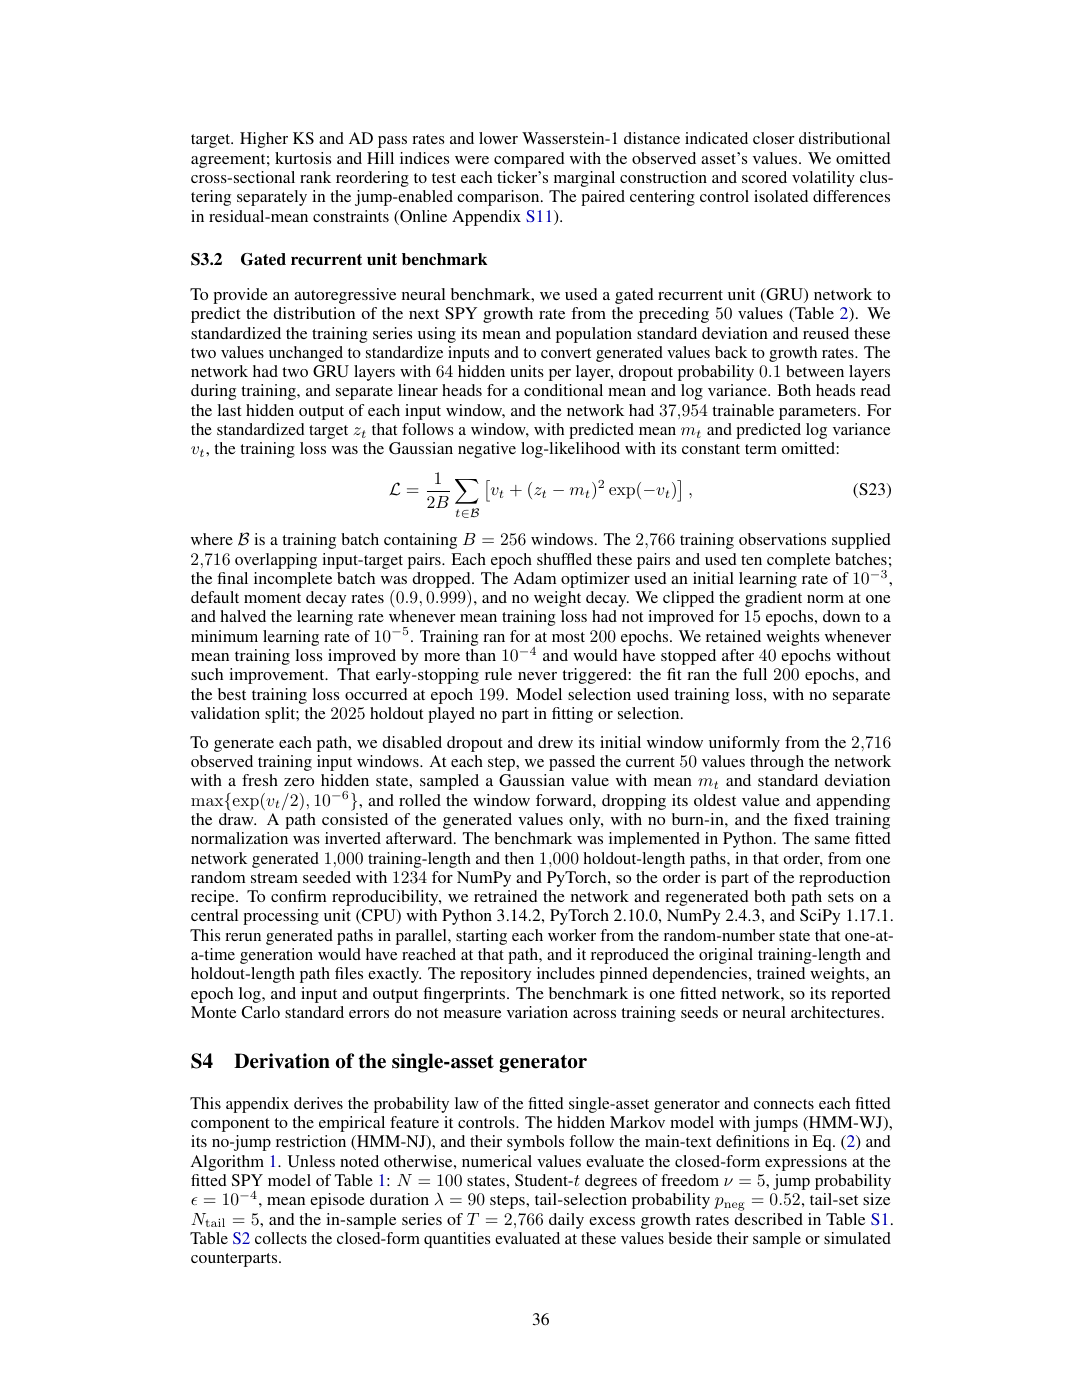 target. Higher KS and AD pass rates and lower Wasserstein-1 distance indicated closer distributional
agreement; kurtosis and Hill indices were compared with the observed asset's values. We omitted
cross-sectional rank reordering to test each ticker's marginal construction and scored volatility clus-
tering separately in the jump-enabled comparison. The paired centering control isolated differences
in residual-mean constraints (Online Appendix S11).
S3.2 Gated recurrent unit benchmark
To provide an autoregressive neural benchmark, we used a gated recurrent unit (GRU) network to
predict the distribution of the next SPY growth rate from the preceding 50 values (Table 2). We
standardized the training series using its mean and population standard deviation and reused these
two values unchanged to standardize inputs and to convert generated values back to growth rates. The
network had two GRU layers with 64 hidden units per layer, dropout probability 0.1 between layers
during training, and separate linear heads for a conditional mean and log variance. Both heads read
the last hidden output of each input window, and the network had 37,954 trainable parameters. For
the standardized target $z_t$ that follows a window, with predicted mean $m_t$ and predicted log variance
$v_t$, the training loss was the Gaussian negative log-likelihood with its constant term omitted:
$\mathcal{L} = \frac{1}{2B} \sum_{t \in \mathcal{B}} \left[ v_t + (z_t - m_t)^2 \exp(-v_t) \right],$ (S23)
where $\mathcal{B}$ is a training batch containing $B = 256$ windows. The 2,766 training observations supplied
2,716 overlapping input-target pairs. Each epoch shuffled these pairs and used ten complete batches;
the final incomplete batch was dropped. The Adam optimizer used an initial learning rate of $10^{-3}$,
default moment decay rates (0.9, 0.999), and no weight decay. We clipped the gradient norm at one
and halved the learning rate whenever mean training loss had not improved for 15 epochs, down to a
minimum learning rate of $10^{-5}$. Training ran for at most 200 epochs. We retained weights whenever
mean training loss improved by more than $10^{-4}$ and would have stopped after 40 epochs without
such improvement. That early-stopping rule never triggered: the fit ran the full 200 epochs, and
the best training loss occurred at epoch 199. Model selection used training loss, with no separate
validation split; the 2025 holdout played no part in fitting or selection.
To generate each path, we disabled dropout and drew its initial window uniformly from the 2,716
observed training input windows. At each step, we passed the current 50 values through the network
with a fresh zero hidden state, sampled a Gaussian value with mean $m_t$ and standard deviation
$\max\{\exp(v_t/2), 10^{-6}\}$, and rolled the window forward, dropping its oldest value and appending
the draw. A path consisted of the generated values only, with no burn-in, and the fixed training
normalization was inverted afterward. The benchmark was implemented in Python. The same fitted
network generated 1,000 training-length and then 1,000 holdout-length paths, in that order, from one
random stream seeded with 1234 for NumPy and PyTorch, so the order is part of the reproduction
recipe. To confirm reproducibility, we retrained the network and regenerated both path sets on a
central processing unit (CPU) with Python 3.14.2, PyTorch 2.10.0, NumPy 2.4.3, and SciPy 1.17.1.
This rerun generated paths in parallel, starting each worker from the random-number state that one-at-
a-time generation would have reached at that path, and it reproduced the original training-length and
holdout-length path files exactly. The repository includes pinned dependencies, trained weights, an
epoch log, and input and output fingerprints. The benchmark is one fitted network, so its reported
Monte Carlo standard errors do not measure variation across training seeds or neural architectures.
S4 Derivation of the single-asset generator
This appendix derives the probability law of the fitted single-asset generator and connects each fitted
component to the empirical feature it controls. The hidden Markov model with jumps (HMM-WJ),
its no-jump restriction (HMM-NJ), and their symbols follow the main-text definitions in Eq. (2) and
Algorithm 1. Unless noted otherwise, numerical values evaluate the closed-form expressions at the
fitted SPY model of Table 1: $N = 100$ states, Student-$t$ degrees of freedom $\nu = 5$, jump probability
$\epsilon = 10^{-4}$, mean episode duration $\lambda = 90$ steps, tail-selection probability $p_{\mathrm{neg}} = 0.52$, tail-set size
$N_{\mathrm{tail}} = 5$, and the in-sample series of $T = 2{,}766$ daily excess growth rates described in Table S1.
Table S2 collects the closed-form quantities evaluated at these values beside their sample or simulated
counterparts.
36